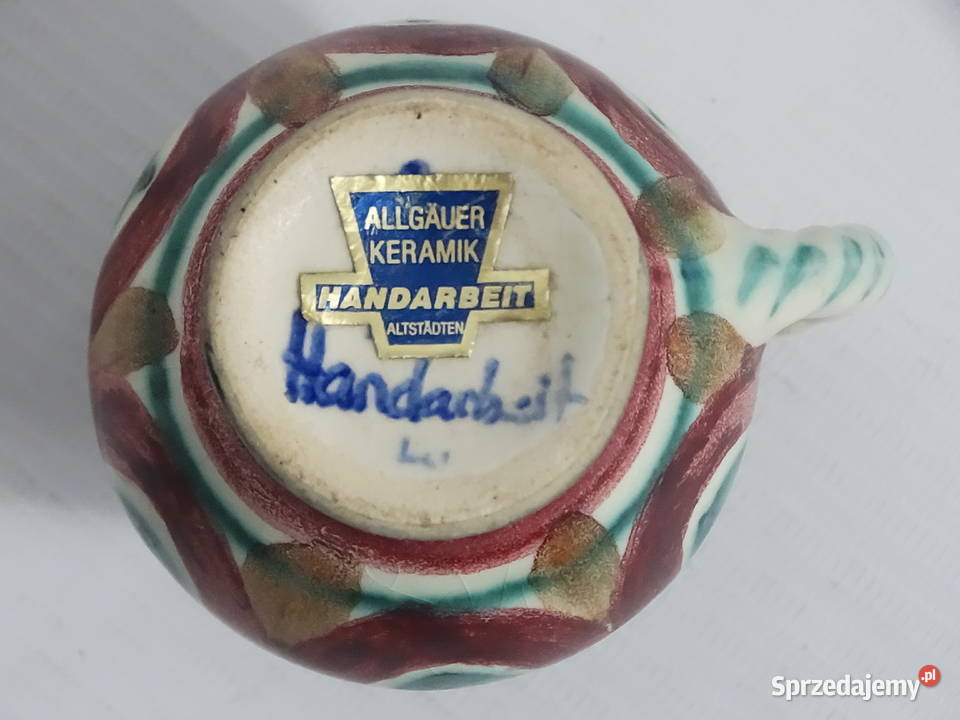 ALLGÄUER
KERAMIK
HANDARBEIT
ALTSTÄDTEN
Handarbeit
L.
Sprzedajemy.pl